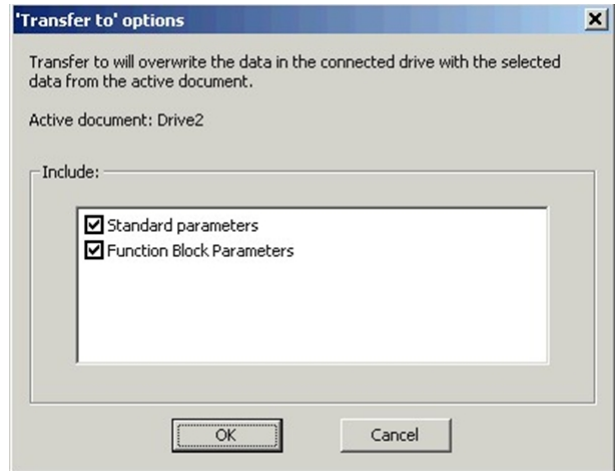 'Transfer to' options
Transfer to will overwrite the data in the connected drive with the selected
data from the active document.
Active document: Drive2
Include:
Standard parameters
Function Block Parameters
OK
Cancel